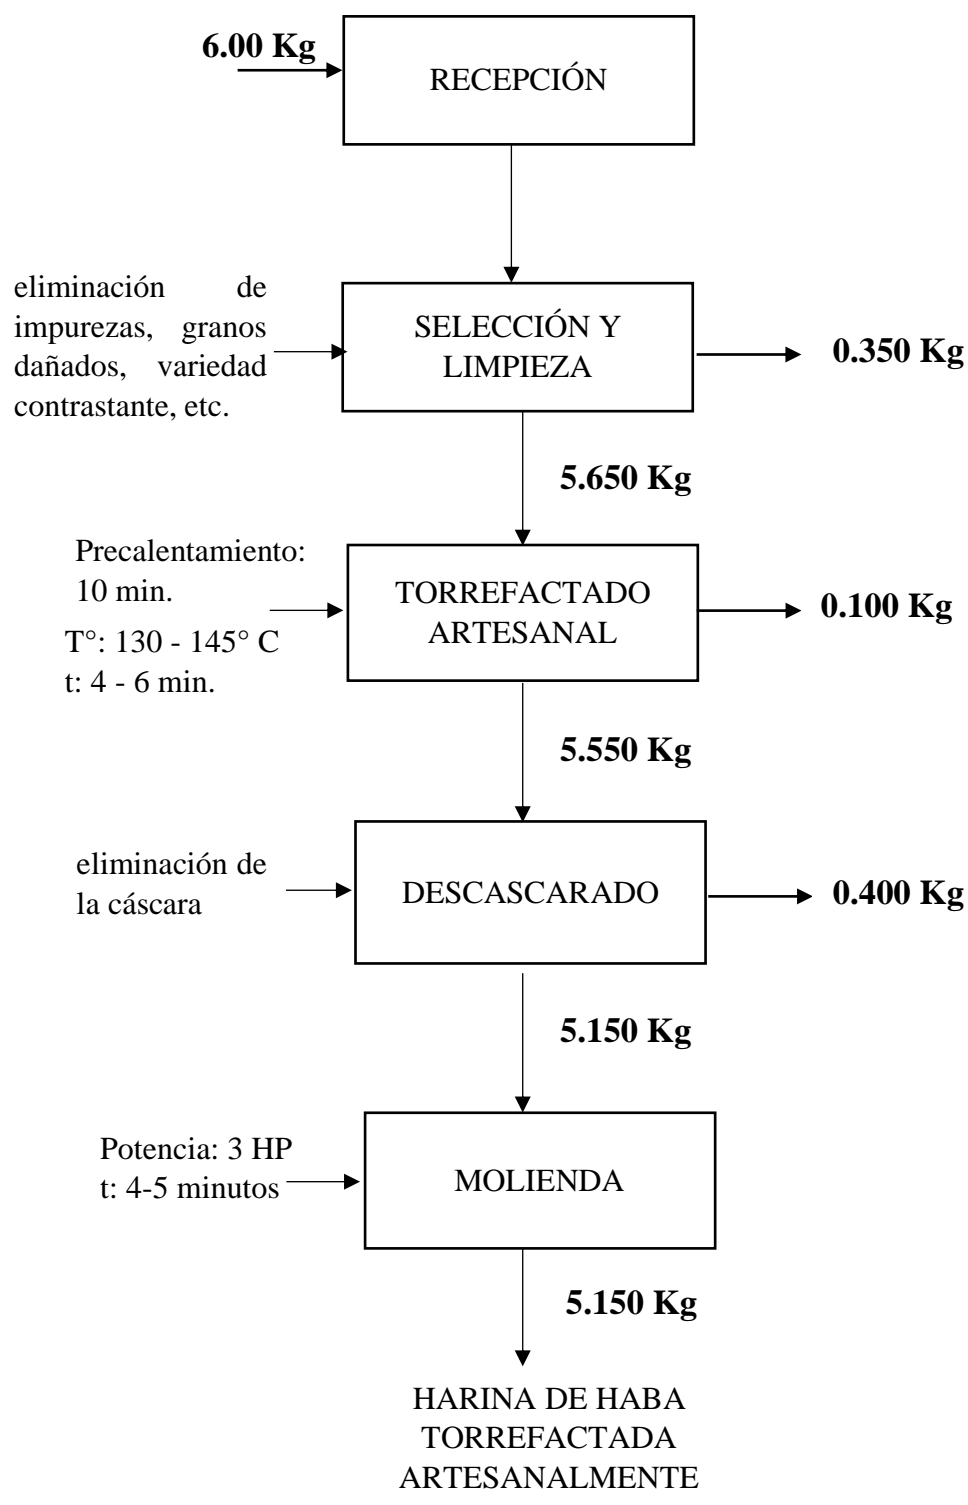 6.00 Kg
RECEPCIÓN
eliminación de
impurezas, granos
dañados, variedad
contrastante, etc.
SELECCIÓN Y
LIMPIEZA
0.350 Kg
5.650 Kg
Precalentamiento:
10 min.
T°: 130 - 145° C
t: 4 - 6 min.
TORREFACTADO
ARTESANAL
0.100 Kg
5.550 Kg
eliminación de
la cáscara
DESCASCARADO
0.400 Kg
5.150 Kg
Potencia: 3 HP
t: 4-5 minutos
MOLIENDA
5.150 Kg
HARINA DE HABA
TORREFACTADA
ARTESANALMENTE